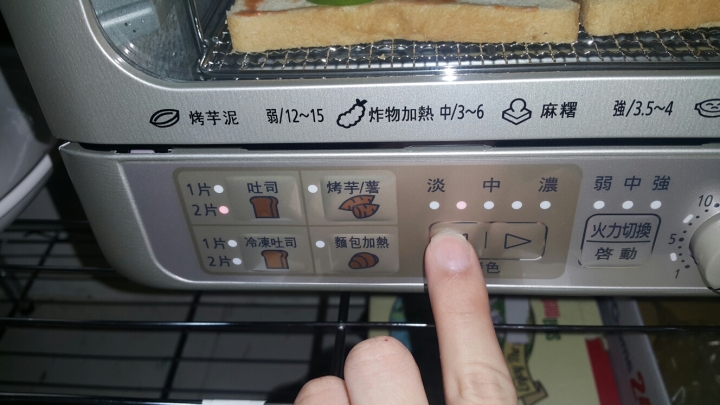 烤芋泥 弱/12~15 炸物加熱 中/3~6 麻糬 強/3.5~4
1片 吐司 烤芋/薯 淡 中 濃 弱 中 強
2片
1片 冷凍吐司 麵包加熱 火力切換
2片 色 啓動
10
5
1